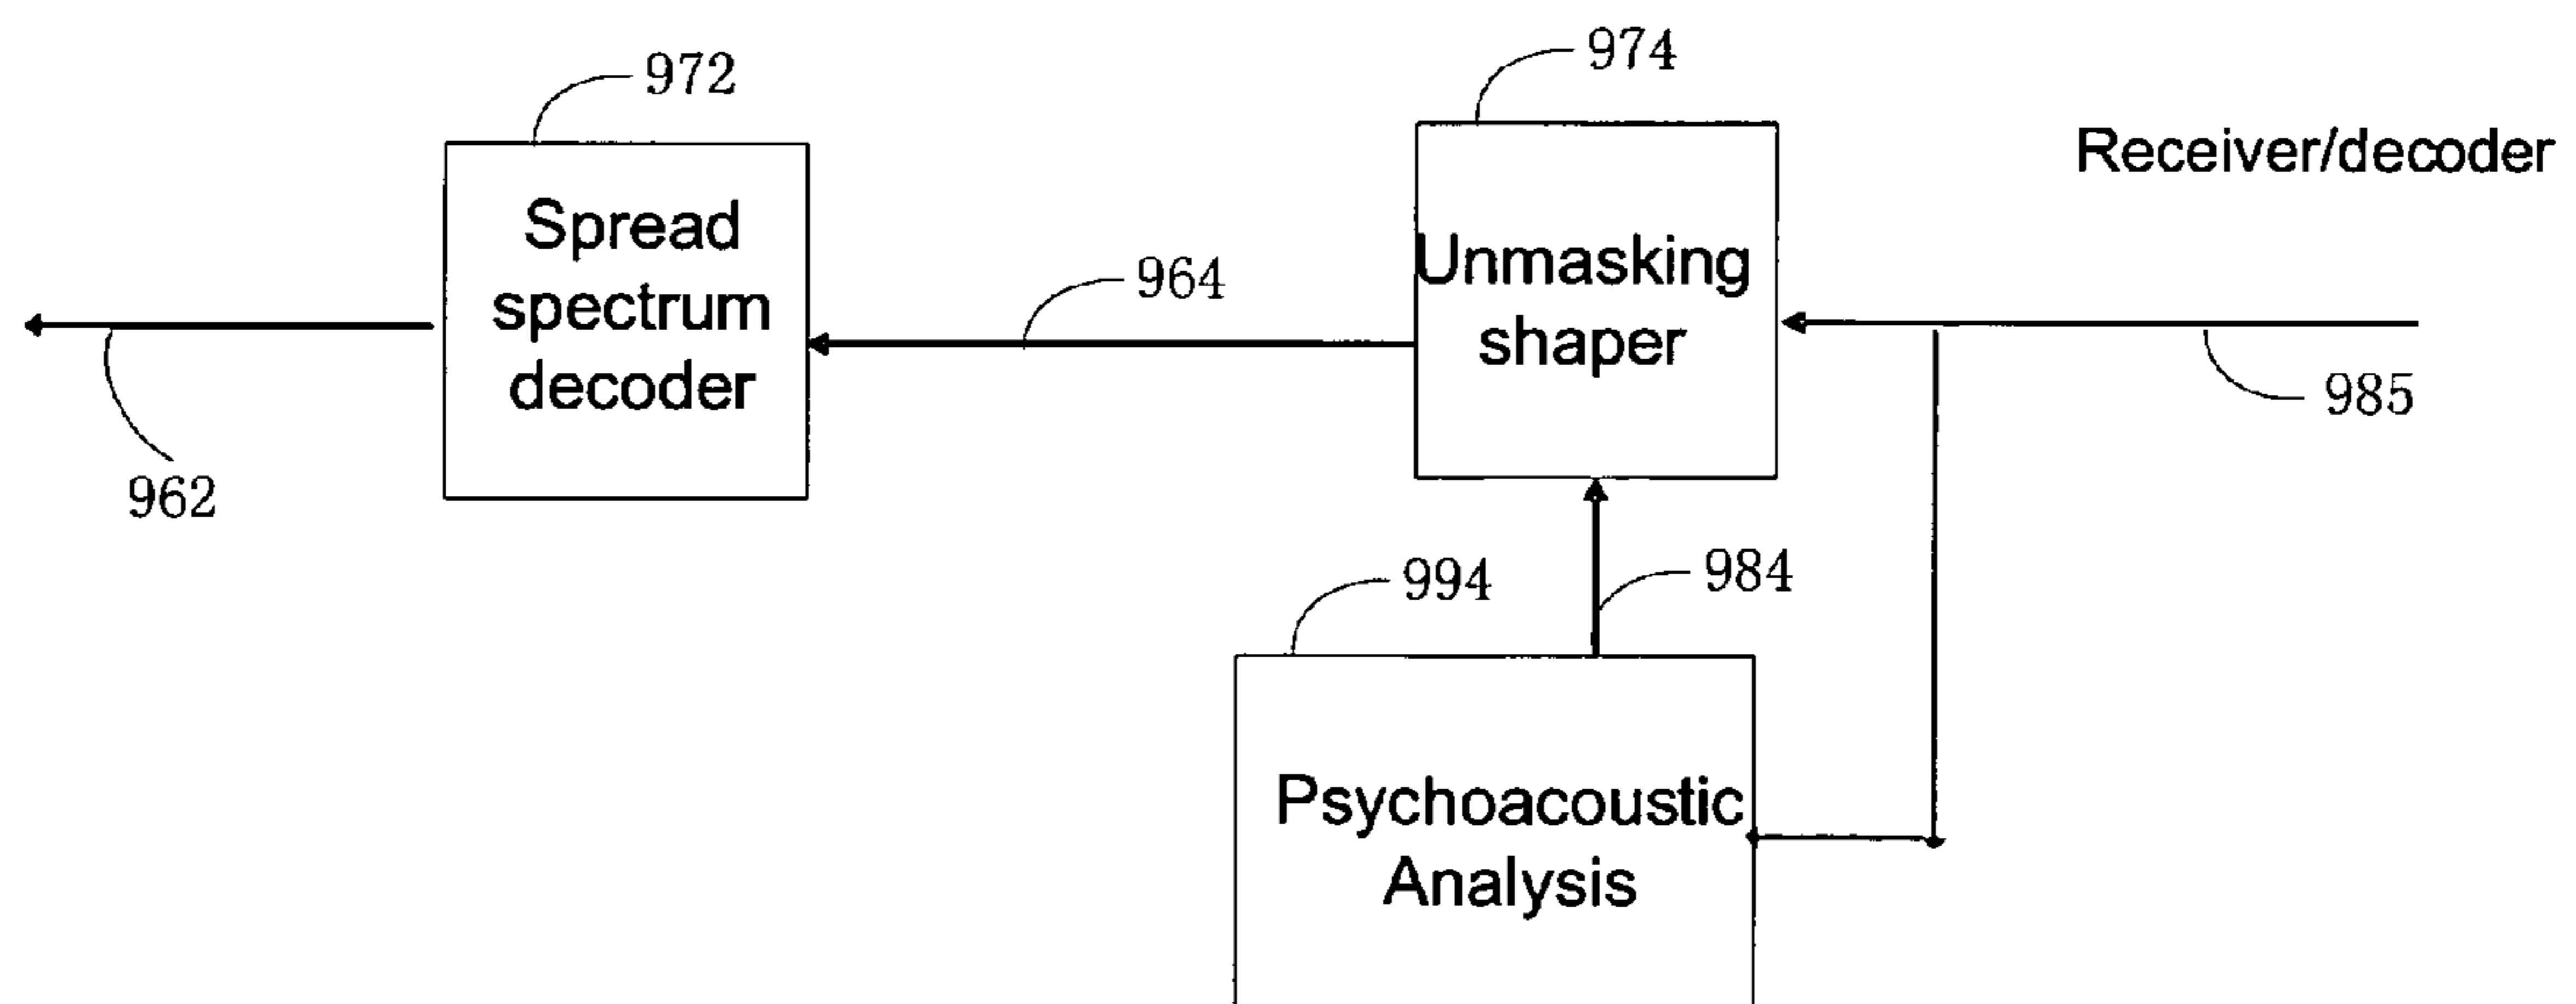 972
974
Receiver/decoder
Spread
spectrum
decoder
964
Unmasking
shaper
985
962
994
984
Psychoacoustic
Analysis